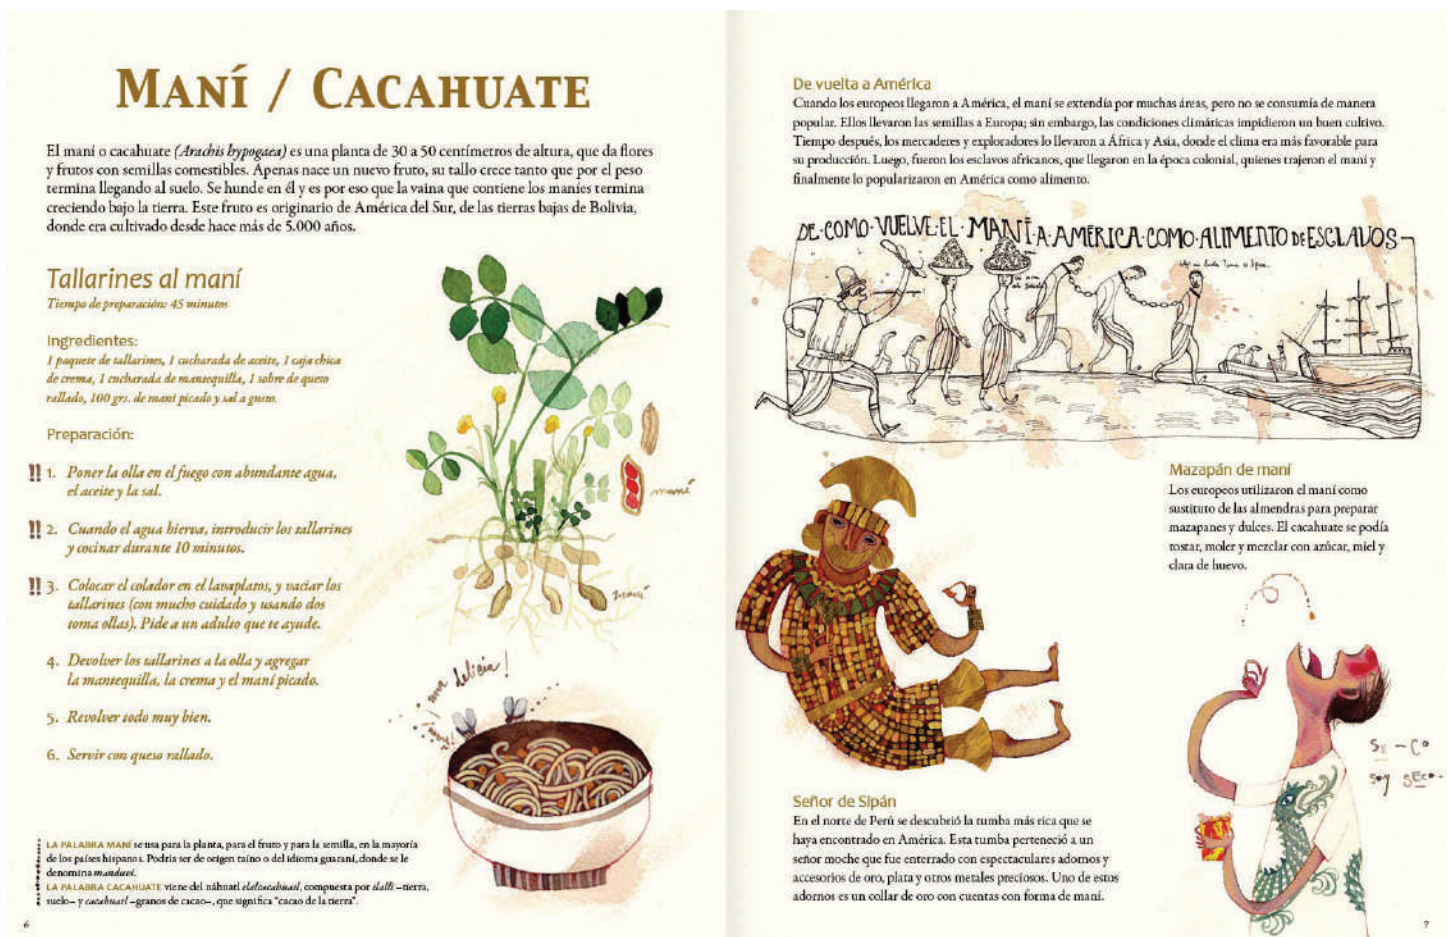 MANÍ / CACAHUATE
El maní o cacahuate (Arachis hypogaea) es una planta de 30 a 50 centímetros de altura, que da flores
y frutos con semillas comestibles. Apenas nace un nuevo fruto, su tallo crece tanto que por el peso
termina llegando al suelo. Se hunde en él y es por eso que la vaina que contiene los maníes termina
creciendo bajo la tierra. Este fruto es originario de América del Sur, de las tierras bajas de Bolivia,
donde era cultivado desde hace más de 5.000 años.
Tallarines al maní
Tiempo de preparación: 45 minutos
Ingredientes:
1 paquete de tallarines, 1 cucharada de aceite, 1 caja chica
de crema, 1 cucharada de mantequilla, 1 sobre de queso
rallado, 100 grs. de maní picado y sal a gusto.
Preparación:
!! 1. Poner la olla en el fuego con abundante agua,
el aceite y la sal.
!! 2. Cuando el agua hierva, introducir los tallarines
y cocinar durante 10 minutos.
!! 3. Colocar el colador en el lavaplatos, y vaciar los
tallarines (con mucho cuidado y usando dos
toma ollas). Pide a un adulto que te ayude.
4. Devolver los tallarines a la olla y agregar
la mantequilla, la crema y el maní picado.
5. Revolver todo muy bien.
6. Servir con queso rallado.
maní
una delicia!
LA PALABRA MANÍ se usa para la planta, para el fruto y para la semilla, en la mayoría
de los países hispanos. Podría ser de origen taíno o del idioma guaraní, donde se le
denomina manduví.
LA PALABRA CACAHUATE viene del náhuatl tlalcacahuatl, compuesta por tlalli –tierra,
suelo– y cacahuatl –granos de cacao–, que significa "cacao de la tierra".
6
De vuelta a América
Cuando los europeos llegaron a América, el maní se extendía por muchas áreas, pero no se consumía de manera
popular. Ellos llevaron las semillas a Europa; sin embargo, las condiciones climáticas impidieron un buen cultivo.
Tiempo después, los mercaderes y exploradores lo llevaron a África y Asia, donde el clima era más favorable para
su producción. Luego, fueron los esclavos africanos, que llegaron en la época colonial, quienes trajeron el maní y
finalmente lo popularizaron en América como alimento.
DE·COMO·VUELVE·EL·MANÍ·A·AMÉRICA·COMO·ALIMENTO DE ESCLAVOS–
Mazapán de maní
Los europeos utilizaron el maní como
sustituto de las almendras para preparar
mazapanes y dulces. El cacahuate se podía
tostar, moler y mezclar con azúcar, miel y
clara de huevo.
SE – CO
SOY SECO
Señor de Sipán
En el norte de Perú se descubrió la tumba más rica que se
haya encontrado en América. Esta tumba perteneció a un
señor moche que fue enterrado con espectaculares adornos y
accesorios de oro, plata y otros metales preciosos. Uno de estos
adornos es un collar de oro con cuentas con forma de maní.
7